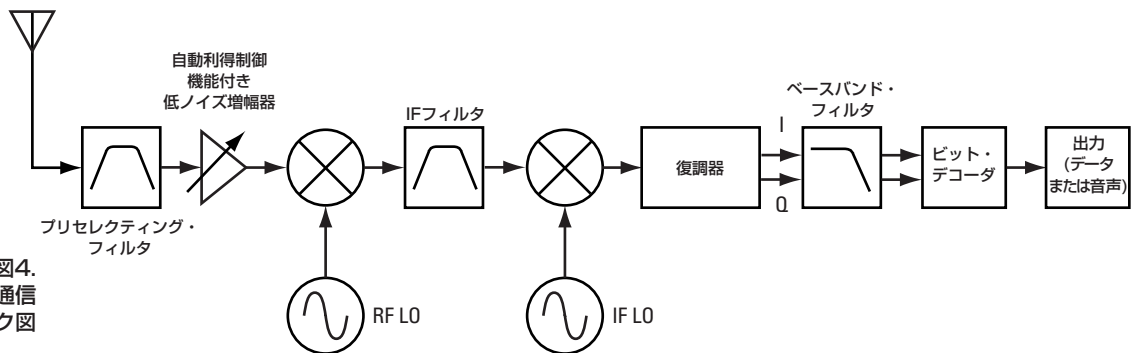 自動利得制御
機能付き
低ノイズ増幅器
プリセレクティング・
フィルタ
IFフィルタ
復調器
I
Q
ベースバンド・
フィルタ
ビット・
デコーダ
出力
(データ
または音声)
RF LO
IF LO
図4.
通信
ク図